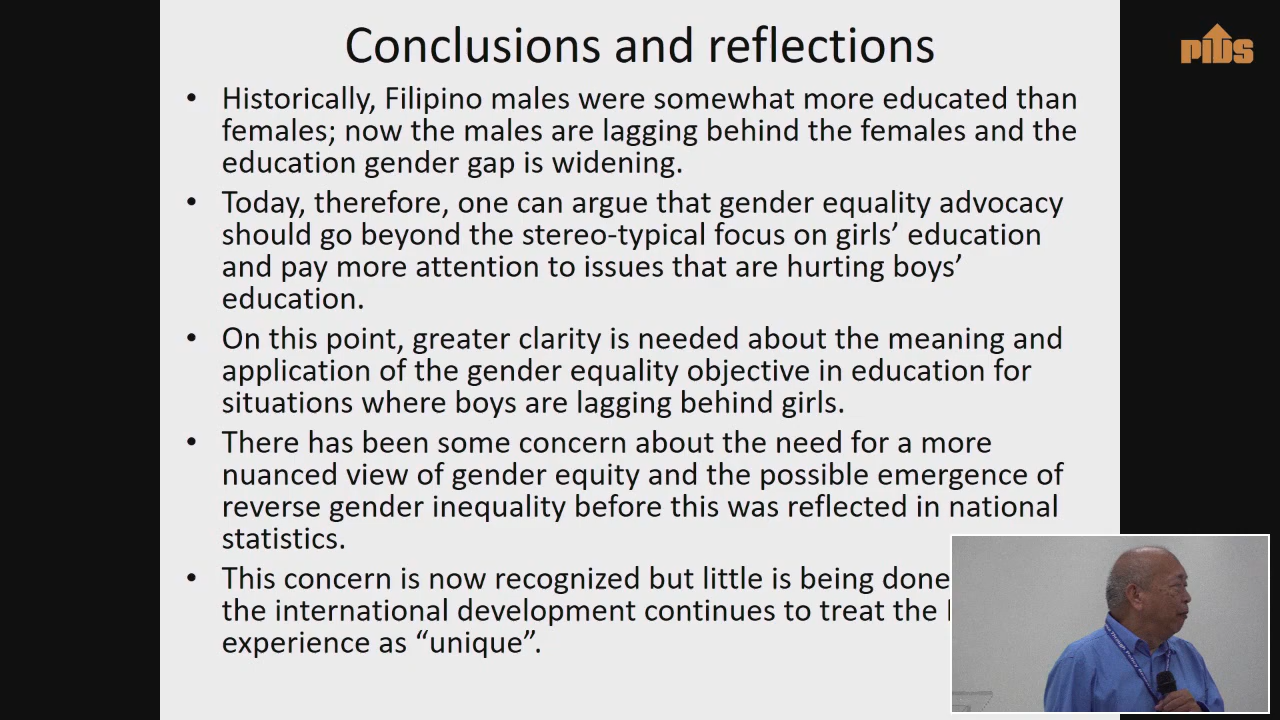 Conclusions and reflections
PIDS
• Historically, Filipino males were somewhat more educated than
females; now the males are lagging behind the females and the
education gender gap is widening.
• Today, therefore, one can argue that gender equality advocacy
should go beyond the stereo-typical focus on girls’ education
and pay more attention to issues that are hurting boys’
education.
• On this point, greater clarity is needed about the meaning and
application of the gender equality objective in education for
situations where boys are lagging behind girls.
• There has been some concern about the need for a more
nuanced view of gender equity and the possible emergence of
reverse gender inequality before this was reflected in national
statistics.
• This concern is now recognized but little is being done
the international development continues to treat the
experience as “unique”.